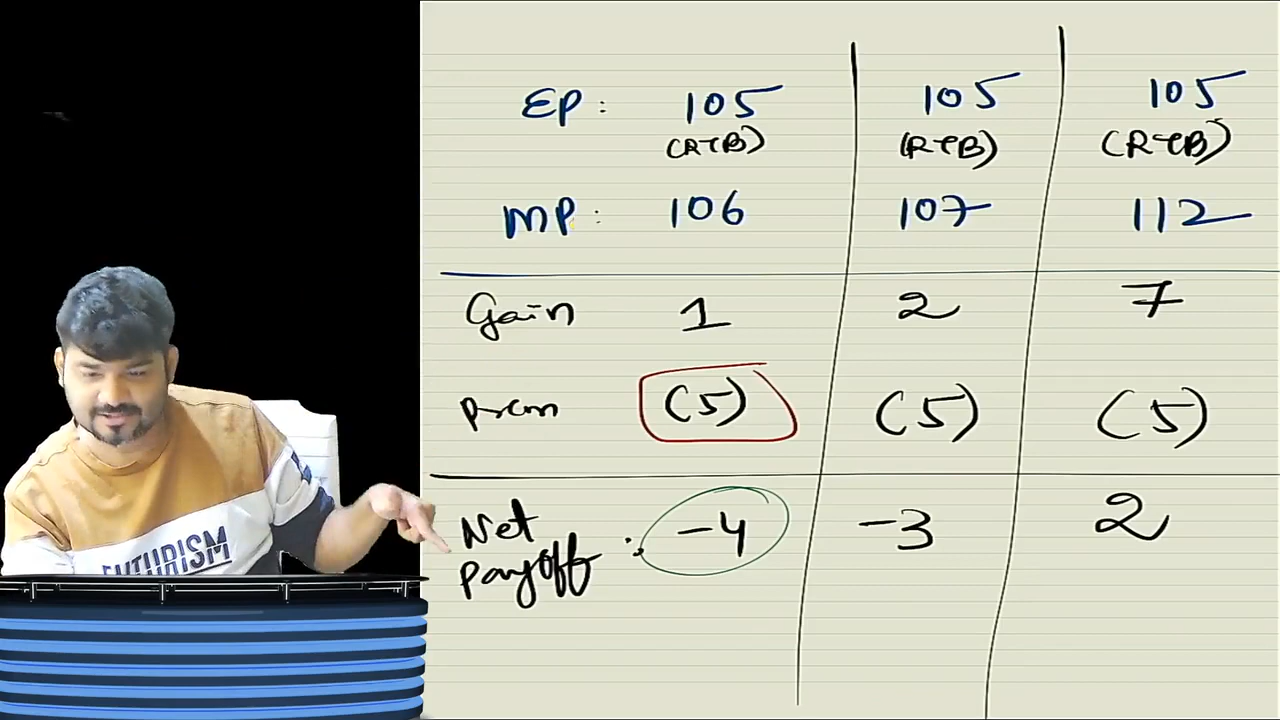 EP: 105 105 105
(RTB) (RTB) (RTB)
MP: 106 107 112
Gain 1 2 7
Prem (5) (5) (5)
Net Payoff: -4 -3 2
FUTURISM